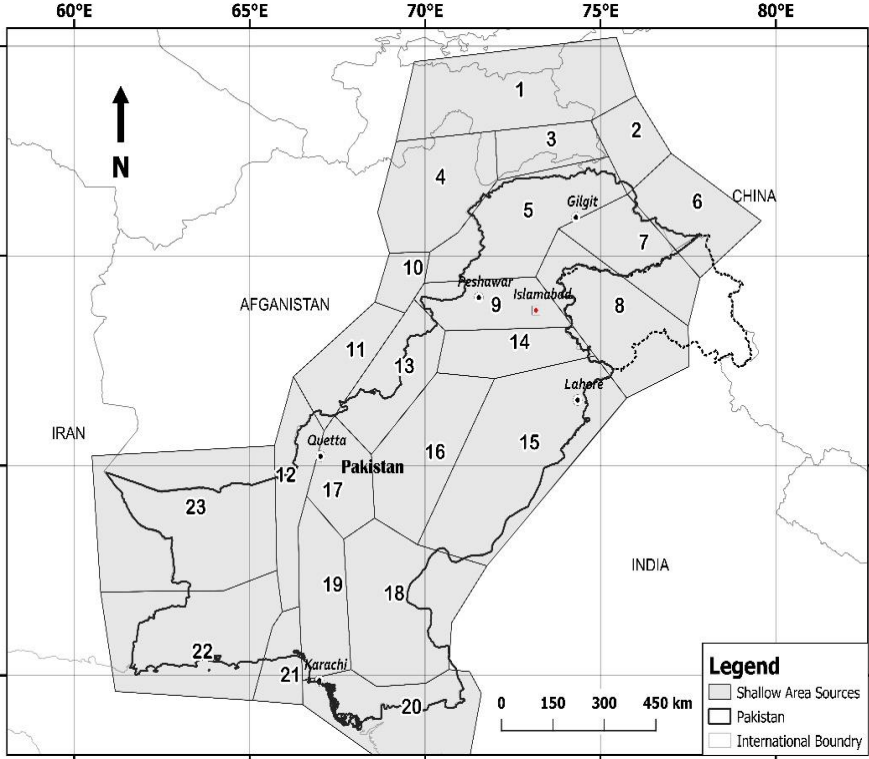 60°E 65°E 70°E 75°E 80°E
1
2
3
N
4
CHINA
6
5
Gilgit
7
10
Peshawar
Islamabad
AFGANISTAN
9
8
14
11
13
Lahore
IRAN
Quetta
15
16
Pakistan
12
17
23
INDIA
19
18
22
Karachi
21
20
Legend
Shallow Area Sources
Pakistan
International Boundry
0 150 300 450 km